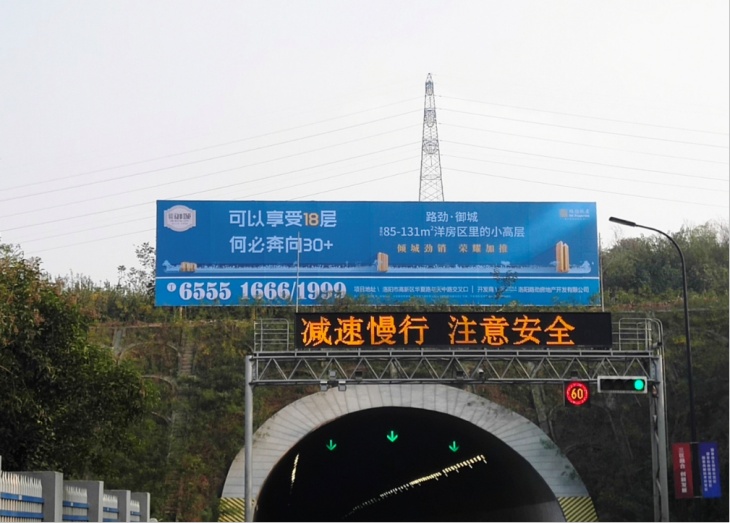 可以享受18层
何必奔向30+
路劲·御城
85-131m²洋房区里的小高层
倾城劲销 荣耀加推
6555 1666/1999
减速慢行 注意安全
60